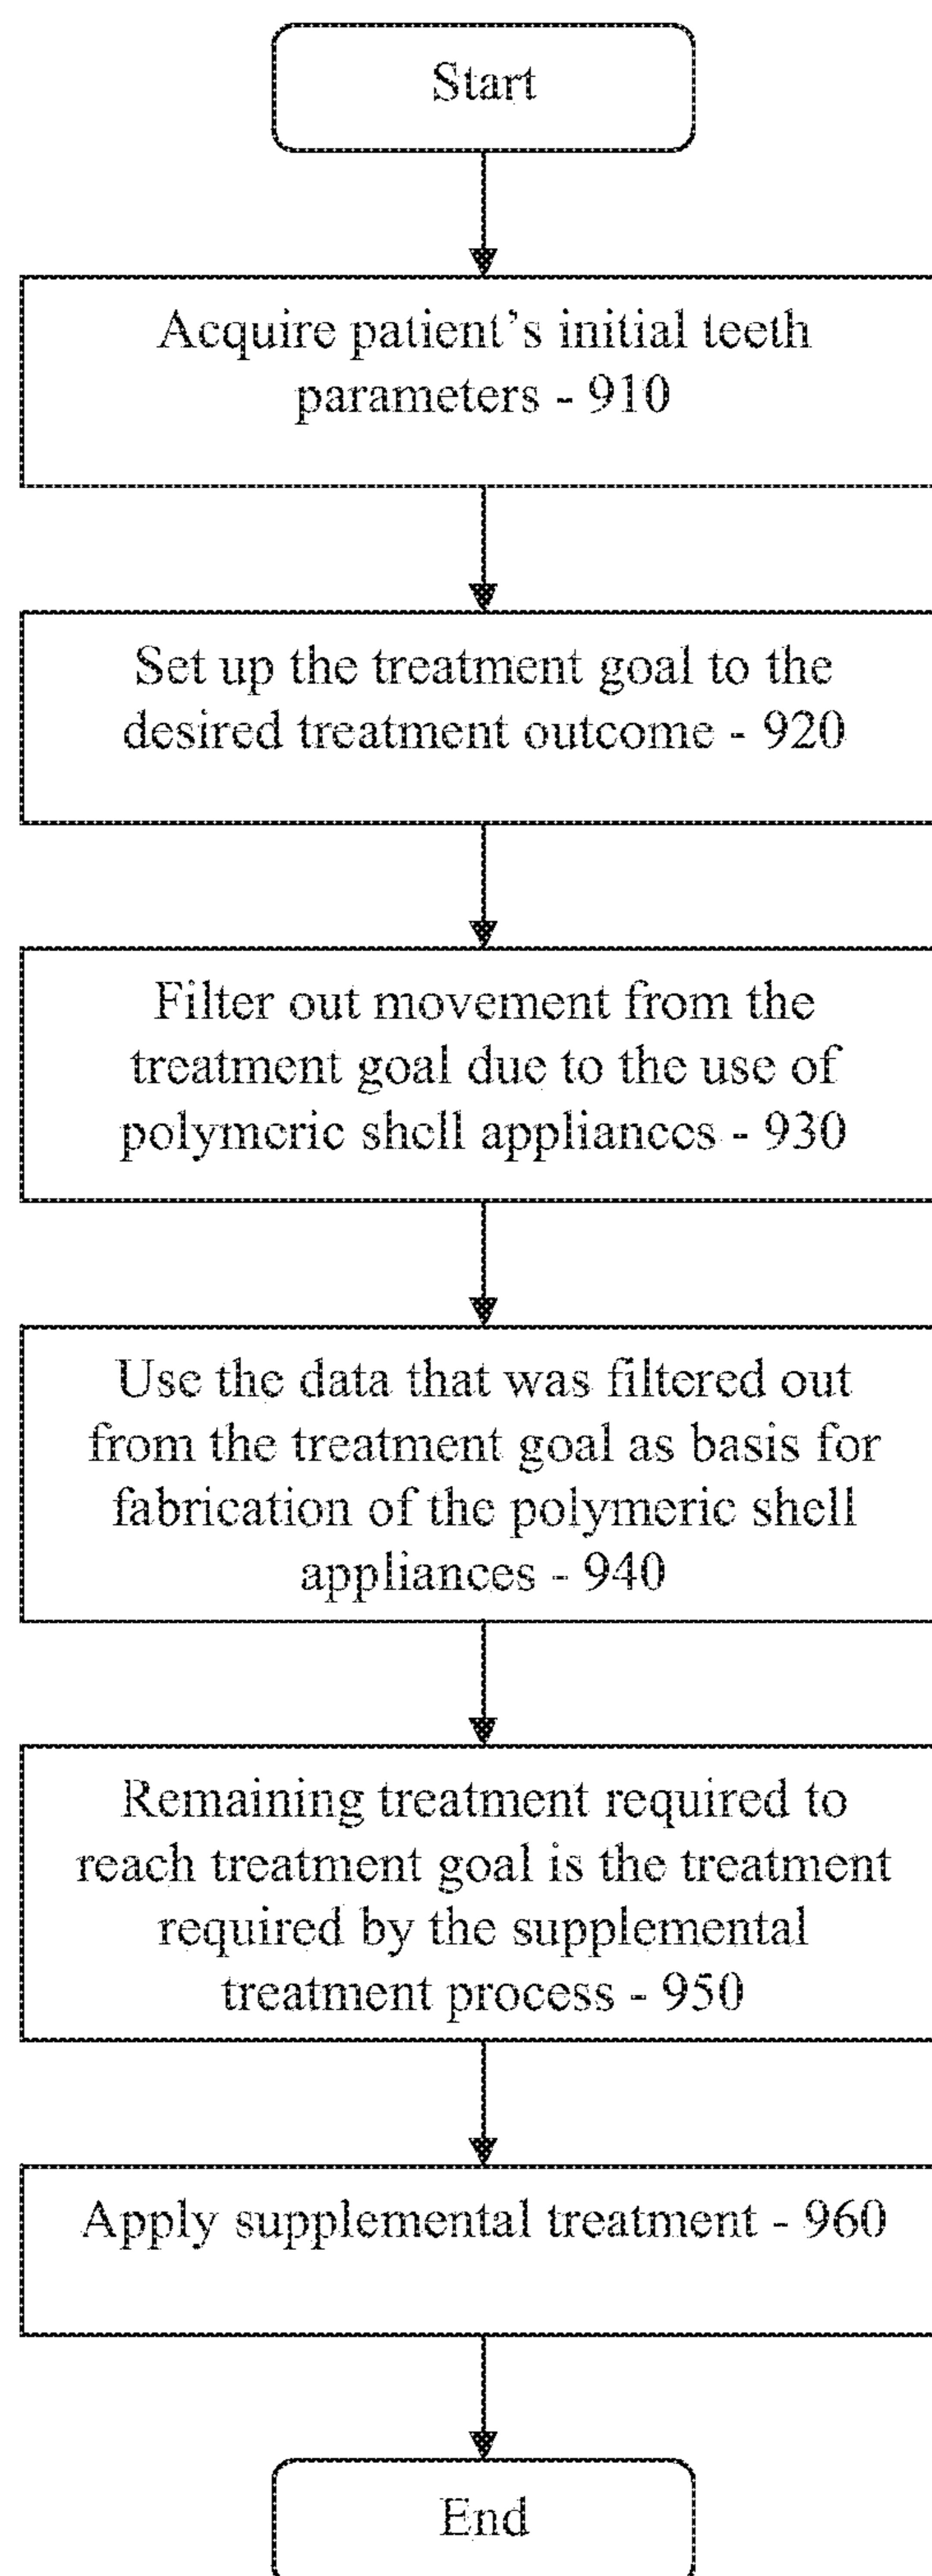 Start
Acquire patient's initial teeth
parameters - 910
Set up the treatment goal to the
desired treatment outcome - 920
Filter out movement from the
treatment goal due to the use of
polymeric shell appliances - 930
Use the data that was filtered out
from the treatment goal as basis for
fabrication of the polymeric shell
appliances - 940
Remaining treatment required to
reach treatment goal is the treatment
required by the supplemental
treatment process - 950
Apply supplemental treatment - 960
End